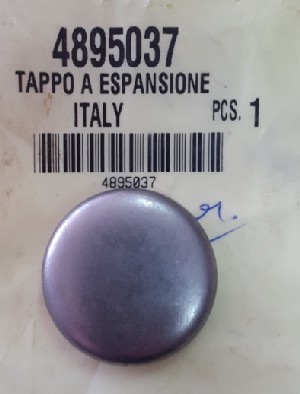 4895037
TAPPO A ESPANSIONE
ITALY PCS. 1
4895037